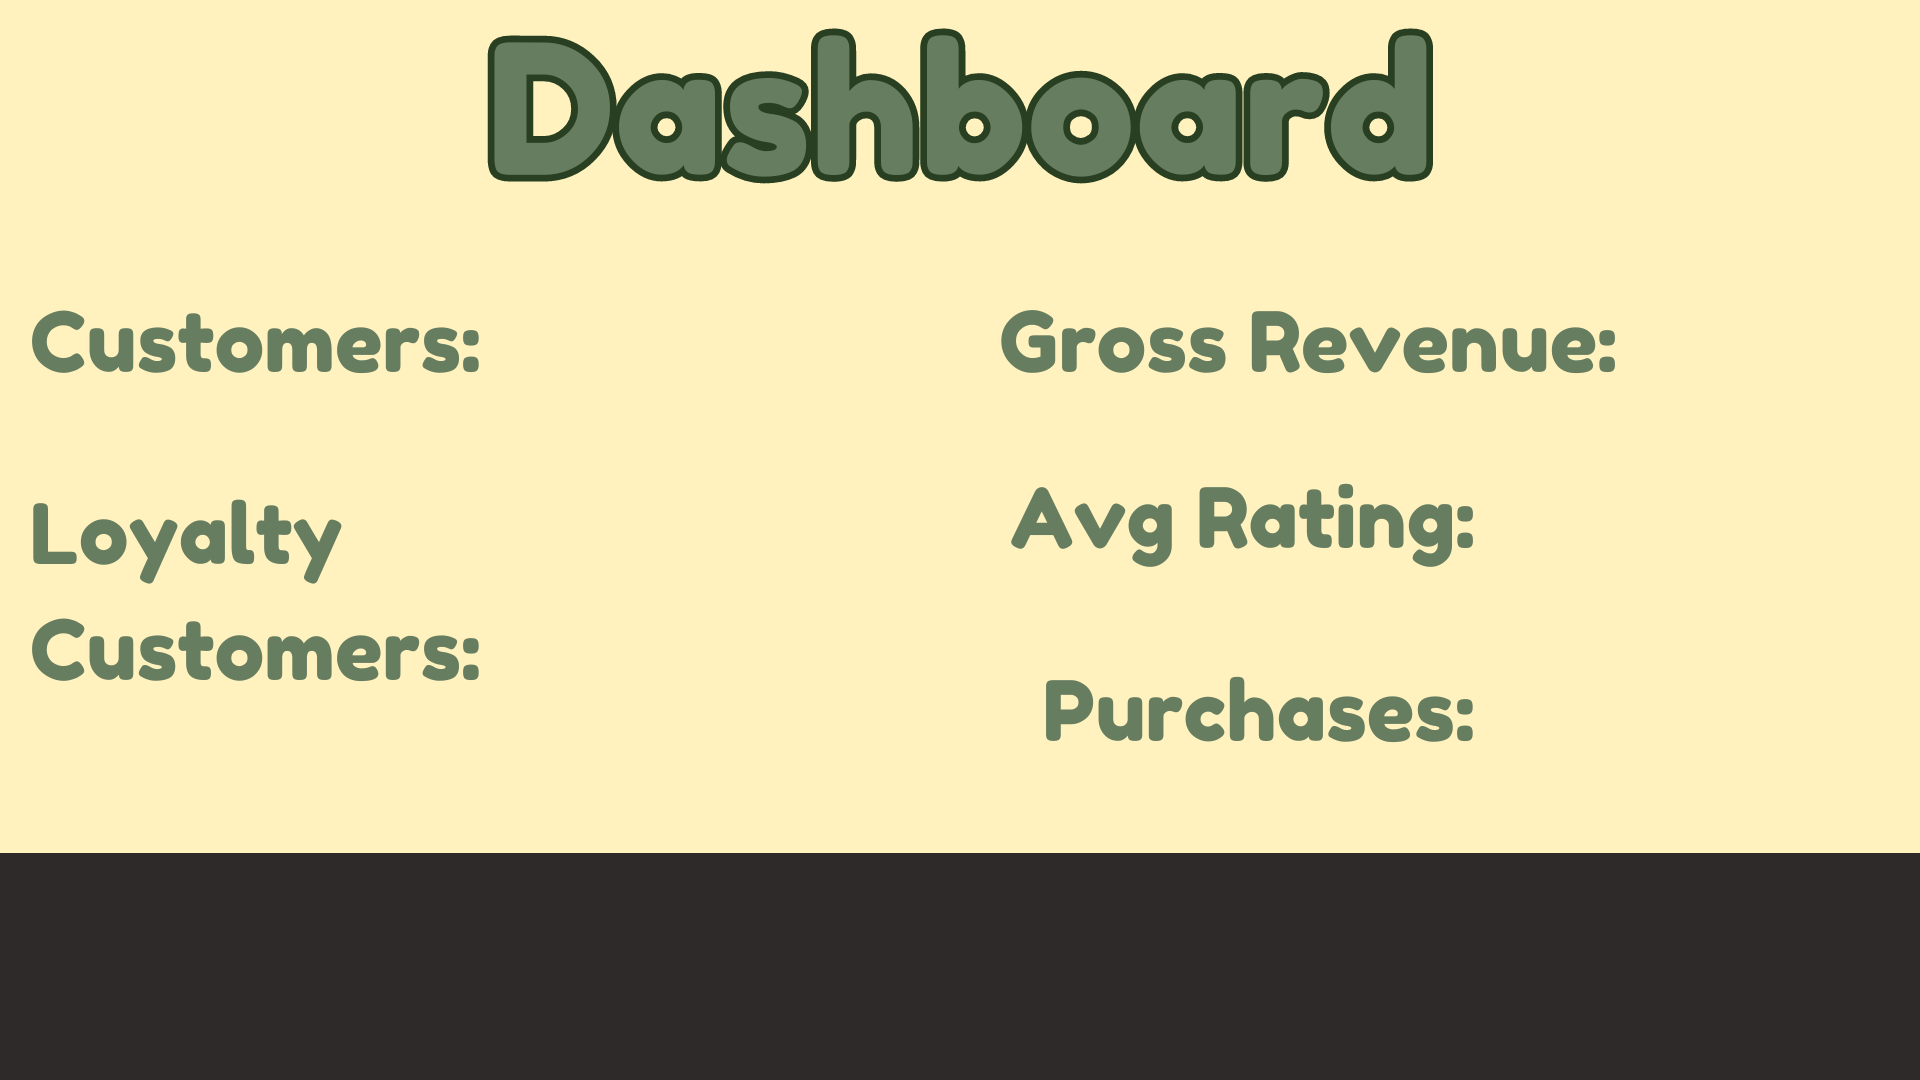 Dashboard
Customers:
Loyalty
Customers:
Gross Revenue:
Avg Rating:
Purchases: